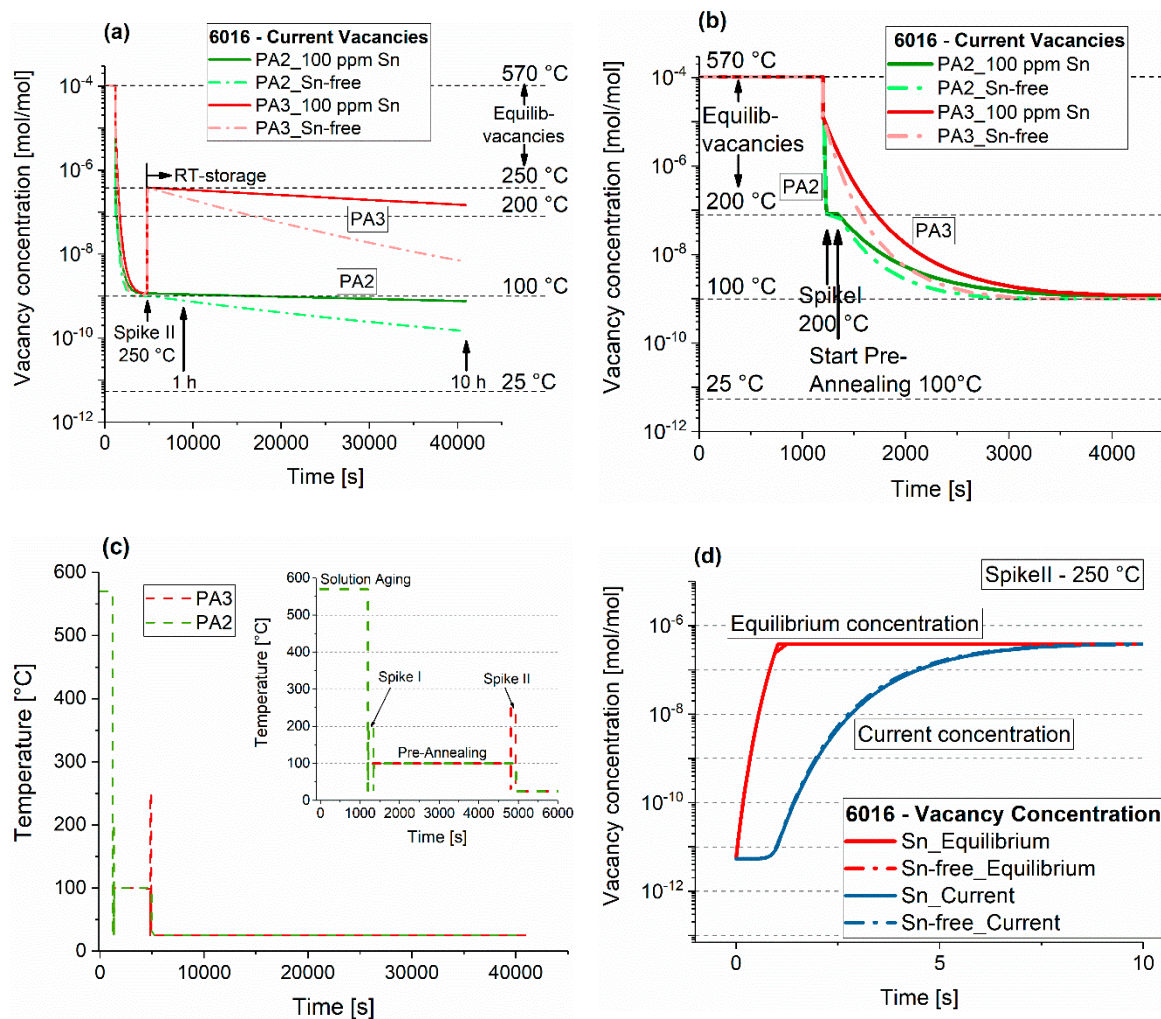 (a)
6016 - Current Vacancies
PA2_100 ppm Sn
PA2_Sn-free
PA3_100 ppm Sn
PA3_Sn-free
570 °C
Equilib-
vacancies
250 °C
200 °C
100 °C
25 °C
RT-storage
PA3
PA2
Spike II
250 °C
1 h
10 h
10⁻⁴
10⁻⁶
10⁻⁸
10⁻¹⁰
10⁻¹²
Vacancy concentration [mol/mol]
0 10000 20000 30000 40000
Time [s]
(b)
6016 - Current Vacancies
PA2_100 ppm Sn
PA2_Sn-free
PA3_100 ppm Sn
PA3_Sn-free
570 °C
Equilib-
vacancies
PA2
200 °C
PA3
100 °C
SpikeI
200 °C
Start Pre-
Annealing 100°C
25 °C
10⁻⁴
10⁻⁶
10⁻⁸
10⁻¹⁰
10⁻¹²
Vacancy concentration [mol/mol]
0 1000 2000 3000 4000
Time [s]
(c)
PA3
PA2
600
550
500
450
400
350
300
250
200
150
100
50
0
Temperature [°C]
0 10000 20000 30000 40000
Time [s]
Solution Aging
Spike I
Spike II
Pre-Annealing
600
500
400
300
200
100
0
Temperature [°C]
0 1000 2000 3000 4000 5000 6000
Time [s]
(d)
SpikeII - 250 °C
Equilibrium concentration
Current concentration
6016 - Vacancy Concentration
Sn_Equilibrium
Sn-free_Equilibrium
Sn_Current
Sn-free_Current
10⁻⁶
10⁻⁸
10⁻¹⁰
10⁻¹²
Vacancy concentration [mol/mol]
0 5 10
Time [s]